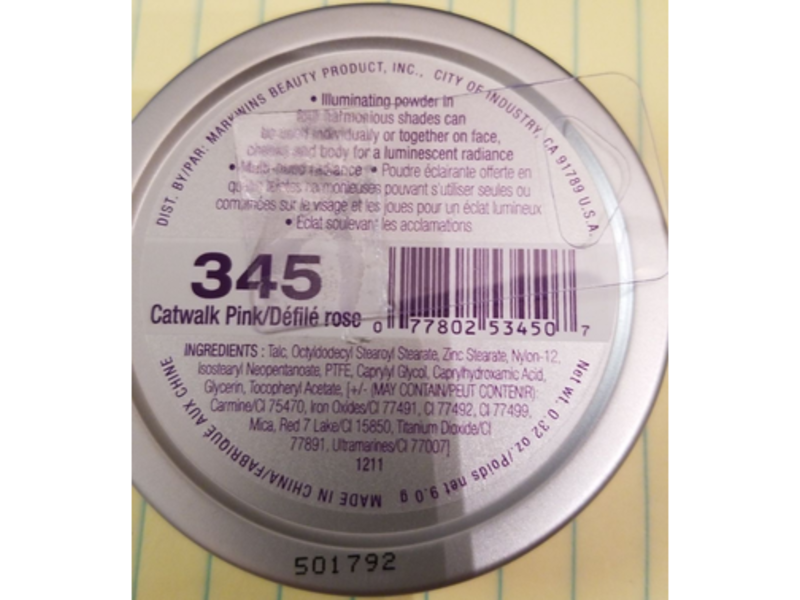 DIST. BY/PAR: MARKWINS BEAUTY PRODUCT, INC., CITY OF INDUSTRY, CA 91789 U.S.A.
• Illuminating powder in
four harmonious shades can
be used individually or together on face,
cheeks and body for a luminescent radiance
• radiance • Poudre éclairante offerte en
quatre teintes harmonieuses pouvant s'utiliser seules ou
combinées sur le visage et les joues pour un éclat lumineux
• Éclat soulevant les acclamations
345
Catwalk Pink/Défilé rose
0 77802 53450 7
INGREDIENTS : Talc, Octyldodecyl Stearoyl Stearate, Zinc Stearate, Nylon-12,
Isostearyl Neopentanoate, PTFE, Caprylyl Glycol, Caprylhydroxamic Acid,
Glycerin, Tocopheryl Acetate, [+/- (MAY CONTAIN/PEUT CONTENIR):
Carmine/CI 75470, Iron Oxides/CI 77491, CI 77492, CI 77499,
Mica, Red 7 Lake/CI 15850, Titanium Dioxide/CI
77891, Ultramarines/CI 77007]
1211
Net wt. 0.32 oz./Poids net 9.0 g
MADE IN CHINA/FABRIQUE AUX CHINE
501792